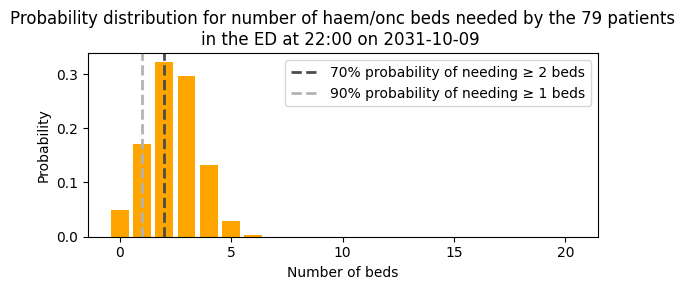 Probability distribution for number of haem/onc beds needed by the 79 patients
in the ED at 22:00 on 2031-10-09
70% probability of needing ≥ 2 beds
90% probability of needing ≥ 1 beds
Probability
0.3
0.2
0.1
0.0
0 5 10 15 20
Number of beds